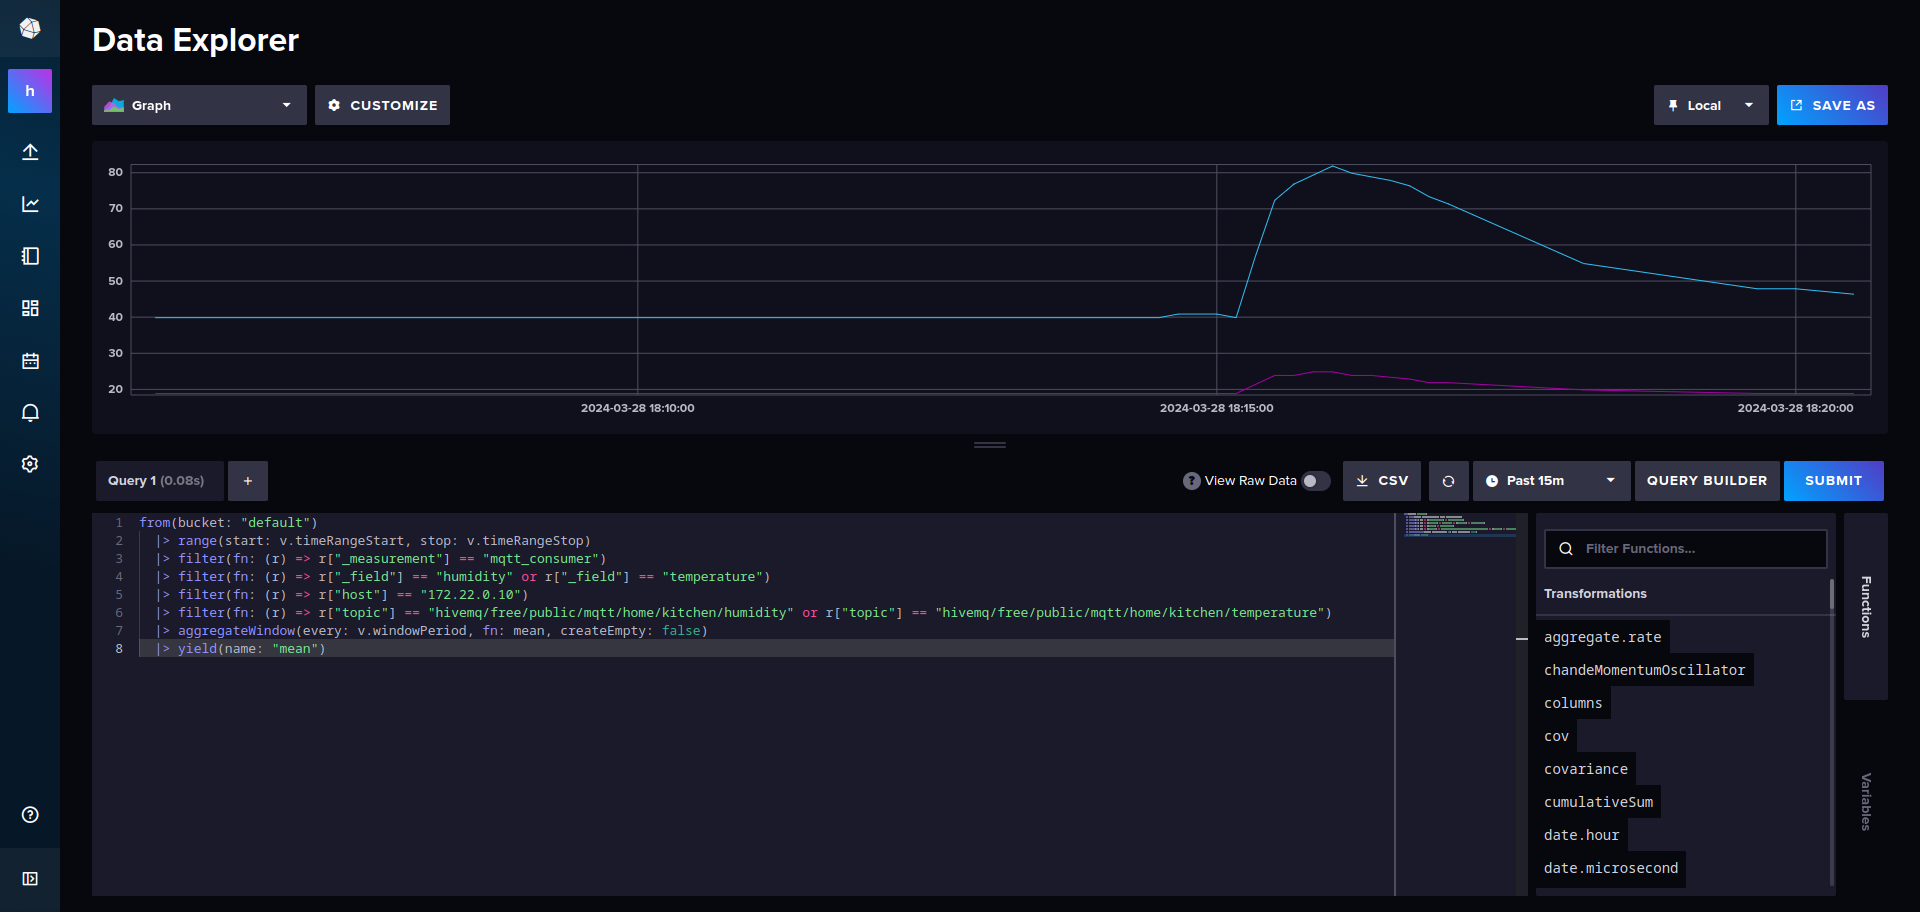 Data Explorer
h
Graph
CUSTOMIZE
Local
SAVE AS
80
70
60
50
40
30
20
2024-03-28 18:10:00
2024-03-28 18:15:00
2024-03-28 18:20:00
Query 1 (0.08s)
+
? View Raw Data
CSV
Past 15m
QUERY BUILDER
SUBMIT
1 from(bucket: "default")
2 |> range(start: v.timeRangeStart, stop: v.timeRangeStop)
3 |> filter(fn: (r) => r["_measurement"] == "mqtt_consumer")
4 |> filter(fn: (r) => r["_field"] == "humidity" or r["_field"] == "temperature")
5 |> filter(fn: (r) => r["host"] == "172.22.0.10")
6 |> filter(fn: (r) => r["topic"] == "hivemq/free/public/mqtt/home/kitchen/humidity" or r["topic"] == "hivemq/free/public/mqtt/home/kitchen/temperature")
7 |> aggregateWindow(every: v.windowPeriod, fn: mean, createEmpty: false)
8 |> yield(name: "mean")
Filter Functions...
Transformations
aggregate.rate
chandeMomentumOscillator
columns
cov
covariance
cumulativeSum
date.hour
date.microsecond
Functions
Variables
?